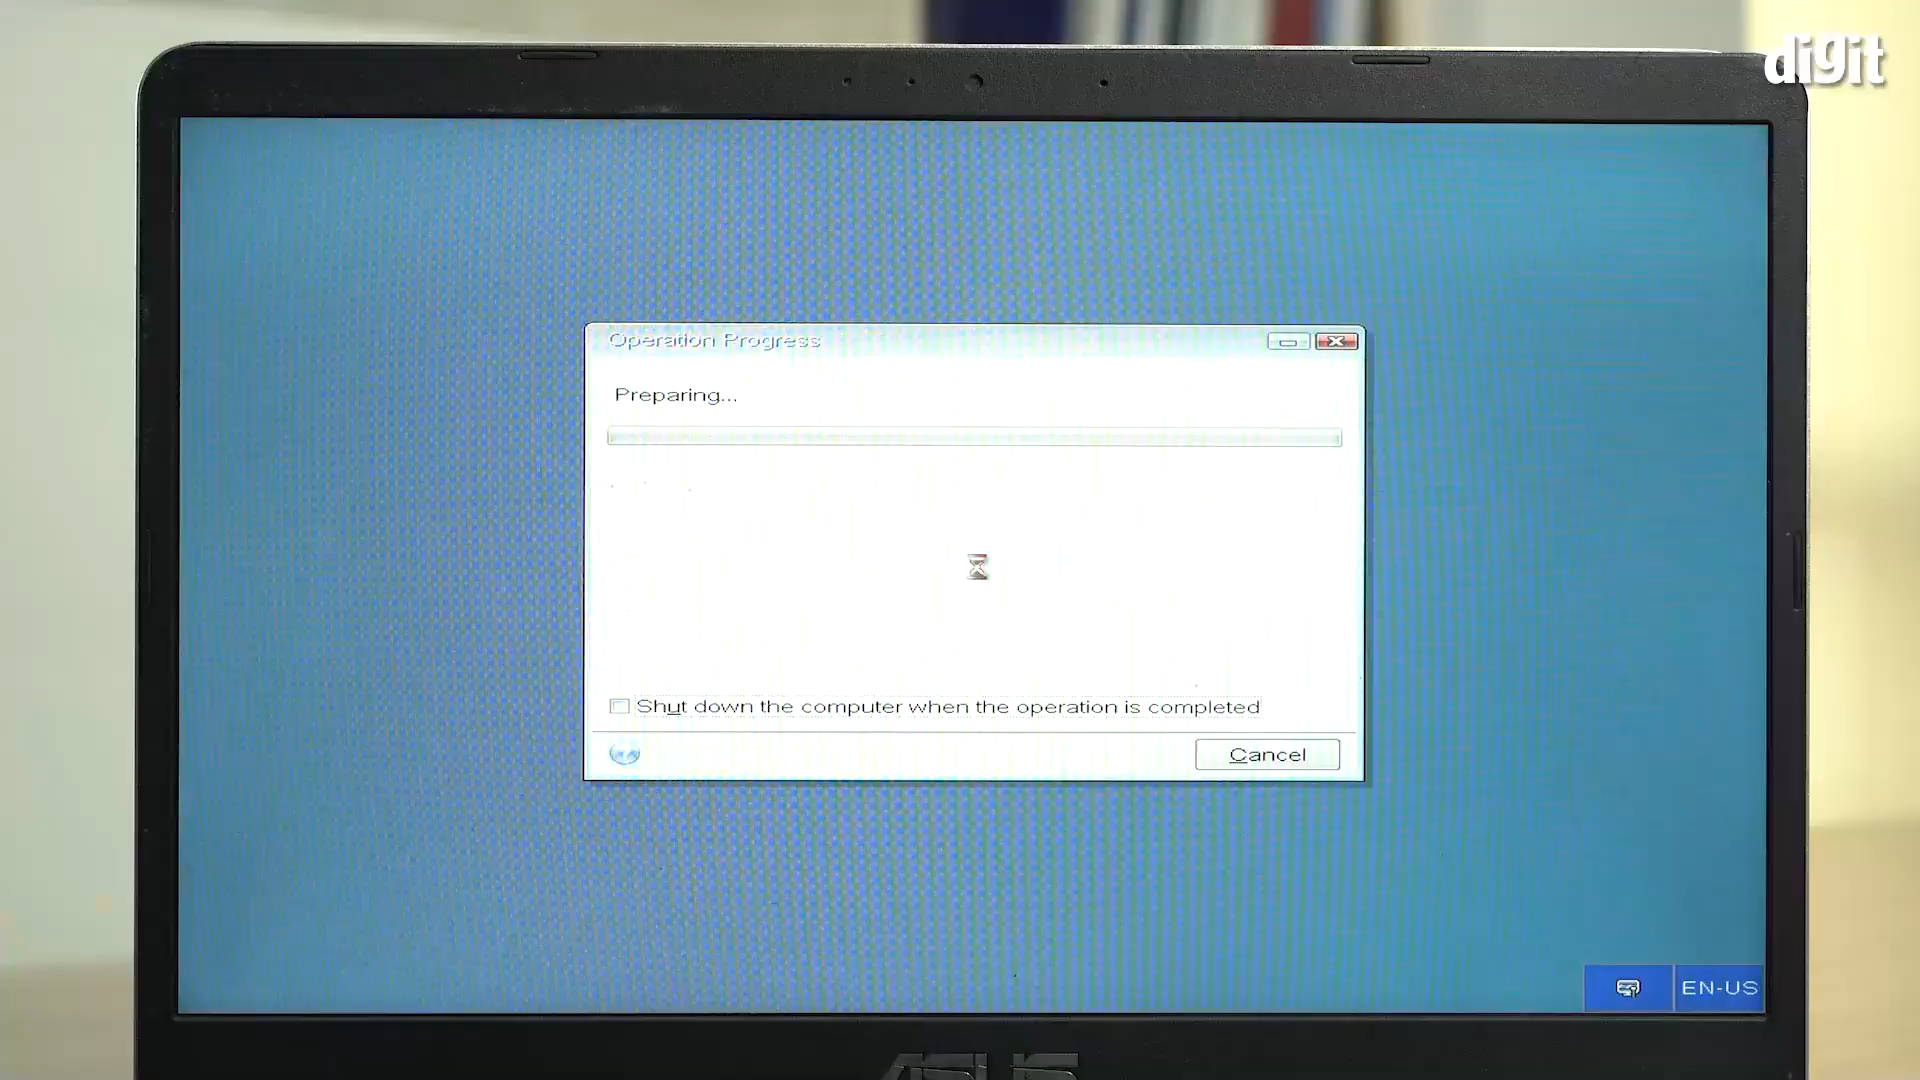 digit
Operation Progress
Preparing...
Shut down the computer when the operation is completed
Cancel
EN-US
ASUS